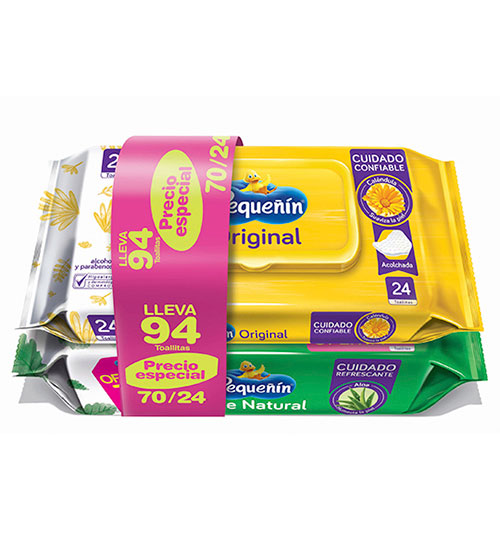 CUIDADO
CONFIABLE
Caléndula
Suaviza la piel
Acolchada
24
Toallitas
Pequeñín
Original
LLEVA
94
Toallitas
Precio
especial
70/24
alcohol
y parabenos
24
LLEVA
94
Toallitas
Precio
especial
70/24
Original
CUIDADO
CONFIABLE
Pequeñín
e Natural
CUIDADO
REFRESCANTE
Aloe